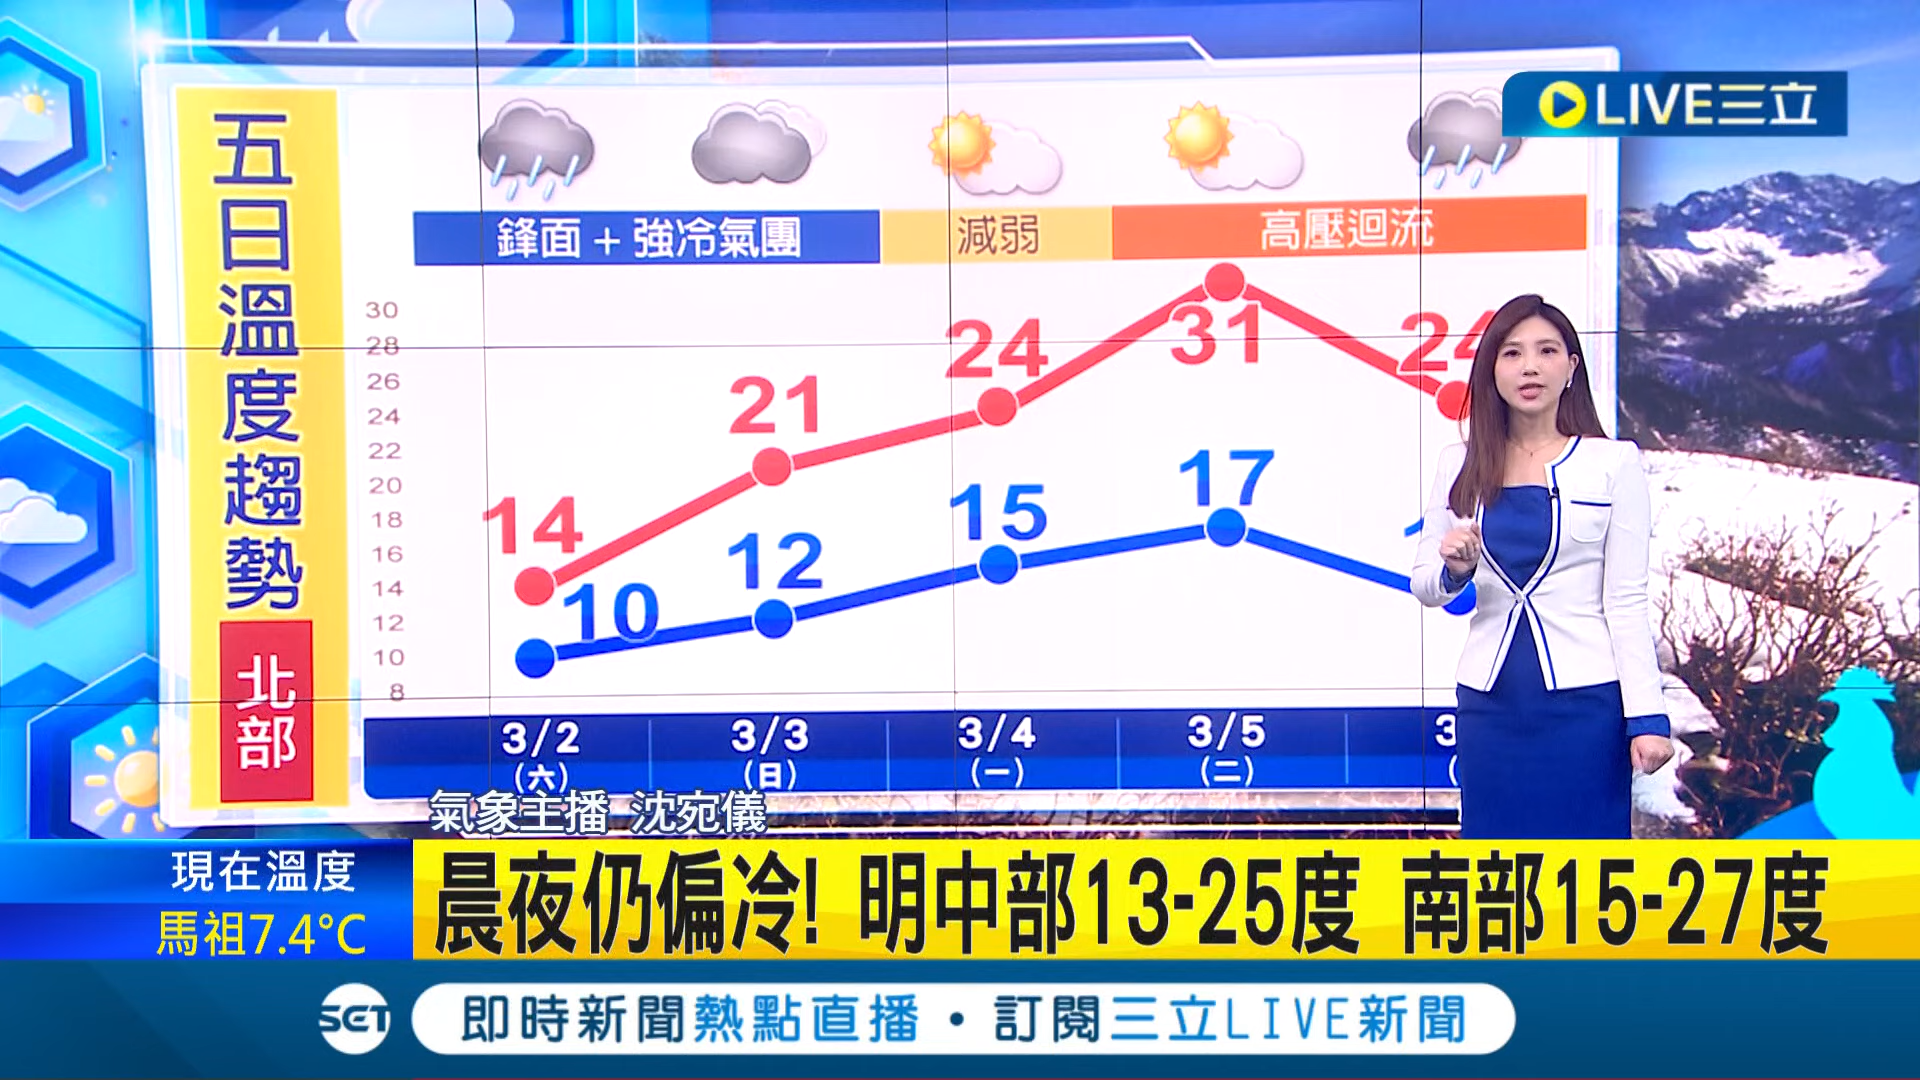 LIVE三立
五日溫度趨勢
北部
鋒面 + 強冷氣團
減弱
高壓迴流
30
28
26
24
22
20
18
16
14
12
10
8
14
21
24
31
24
10
12
15
17
3/2
(六)
3/3
(日)
3/4
(一)
3/5
(二)
氣象主播 沈宛儀
現在溫度
馬祖7.4°C
晨夜仍偏冷! 明中部13-25度 南部15-27度
SET
即時新聞熱點直播・訂閱三立LIVE新聞